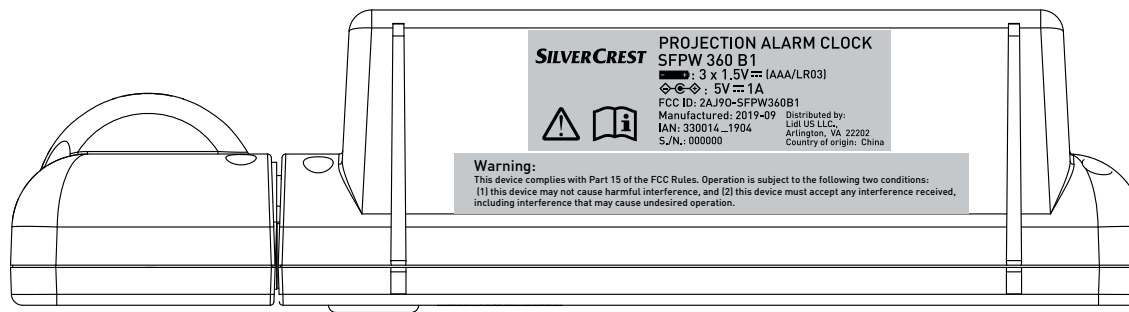 SILVERCREST
PROJECTION ALARM CLOCK
SFPW 360 B1
- +: 3 x 1.5V⎓ (AAA/LR03)
: 5V⎓1A
FCC ID: 2AJ90-SFPW360B1
Manufactured: 2019-09
IAN: 330014_1904
S./N.: 000000
Distributed by:
Lidl US LLC.,
Arlington, VA 22202
Country of origin: China
Warning:
This device complies with Part 15 of the FCC Rules. Operation is subject to the following two conditions:
(1) this device may not cause harmful interference, and (2) this device must accept any interference received,
including interference that may cause undesired operation.